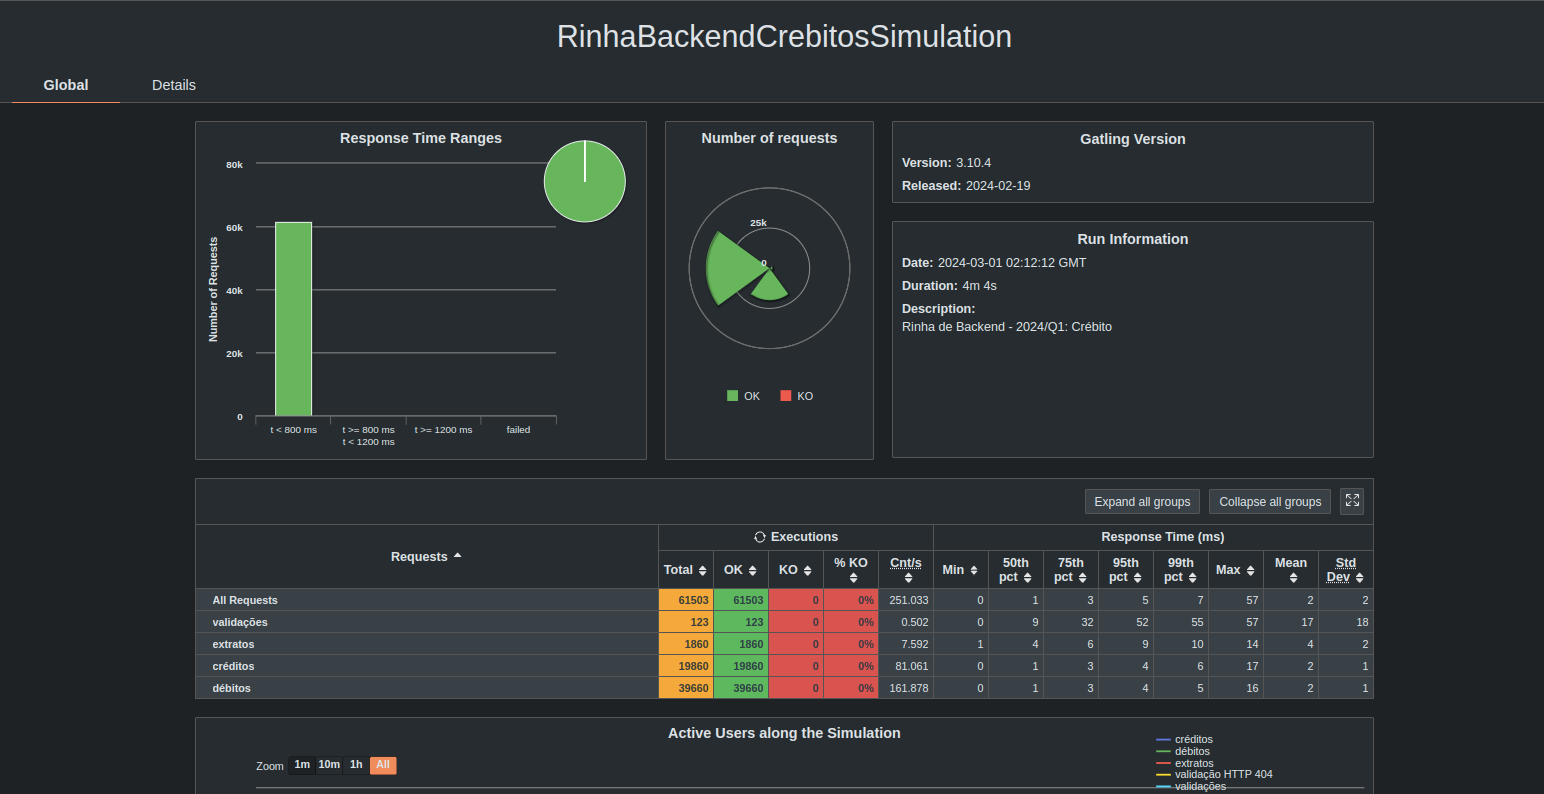 RinhaBackendCrebitosSimulation
Global Details
Response Time Ranges
80k
60k
40k
20k
0
Number of Requests
t < 800 ms
t >= 800 ms
t < 1200 ms
t >= 1200 ms
failed
Number of requests
25k
0
OK KO
Gatling Version
Version: 3.10.4
Released: 2024-02-19
Run Information
Date: 2024-03-01 02:12:12 GMT
Duration: 4m 4s
Description:
Rinha de Backend - 2024/Q1: Crébito
Expand all groups Collapse all groups
Requests Executions Response Time (ms)
Total OK KO % KO Cnt/s Min 50th pct 75th pct 95th pct 99th pct Max Mean Std Dev
All Requests 61503 61503 0 0% 251.033 0 1 3 5 7 57 2 2
validações 123 123 0 0% 0.502 0 9 32 52 55 57 17 18
extratos 1860 1860 0 0% 7.592 1 4 6 9 10 14 4 2
créditos 19860 19860 0 0% 81.061 0 1 3 4 6 17 2 1
débitos 39660 39660 0 0% 161.878 0 1 3 4 5 16 2 1
Active Users along the Simulation
Zoom 1m 10m 1h All
créditos
débitos
extratos
validação HTTP 404
validações